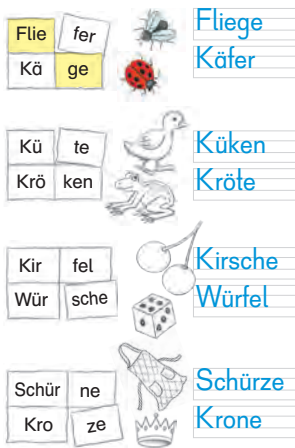 Flie fer Fliege
Kä ge Käfer
Kü te Küken
Krö ken Kröte
Kir fel Kirsche
Wür sche Würfel
Schür ne Schürze
Kro ze Krone